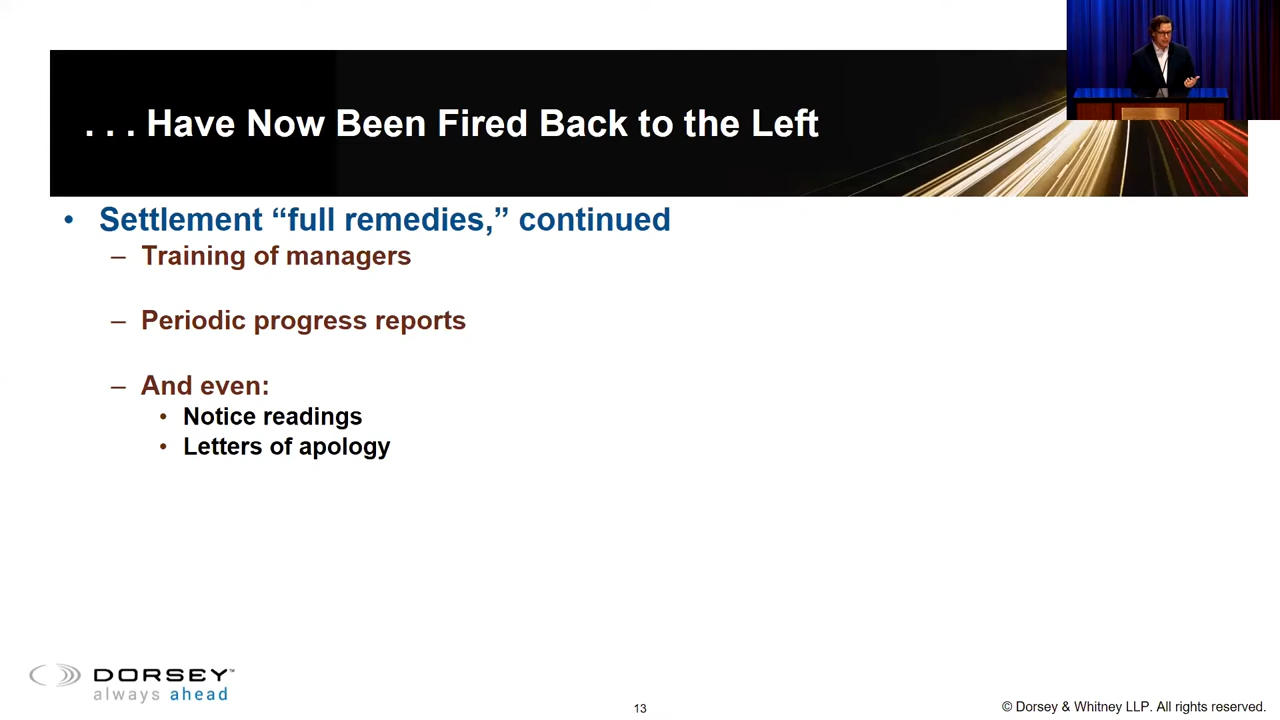 . . . Have Now Been Fired Back to the Left
• Settlement “full remedies,” continued
– Training of managers
– Periodic progress reports
– And even:
• Notice readings
• Letters of apology
DORSEY™
always ahead
13
© Dorsey & Whitney LLP. All rights reserved.